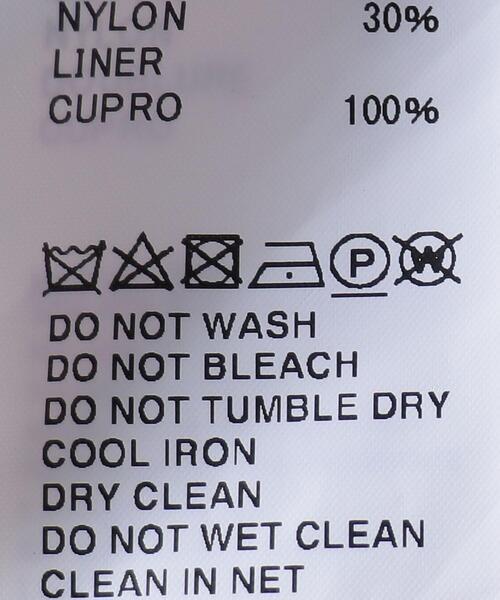 NYLON 30%
LINER
CUPRO 100%
P W
DO NOT WASH
DO NOT BLEACH
DO NOT TUMBLE DRY
COOL IRON
DRY CLEAN
DO NOT WET CLEAN
CLEAN IN NET